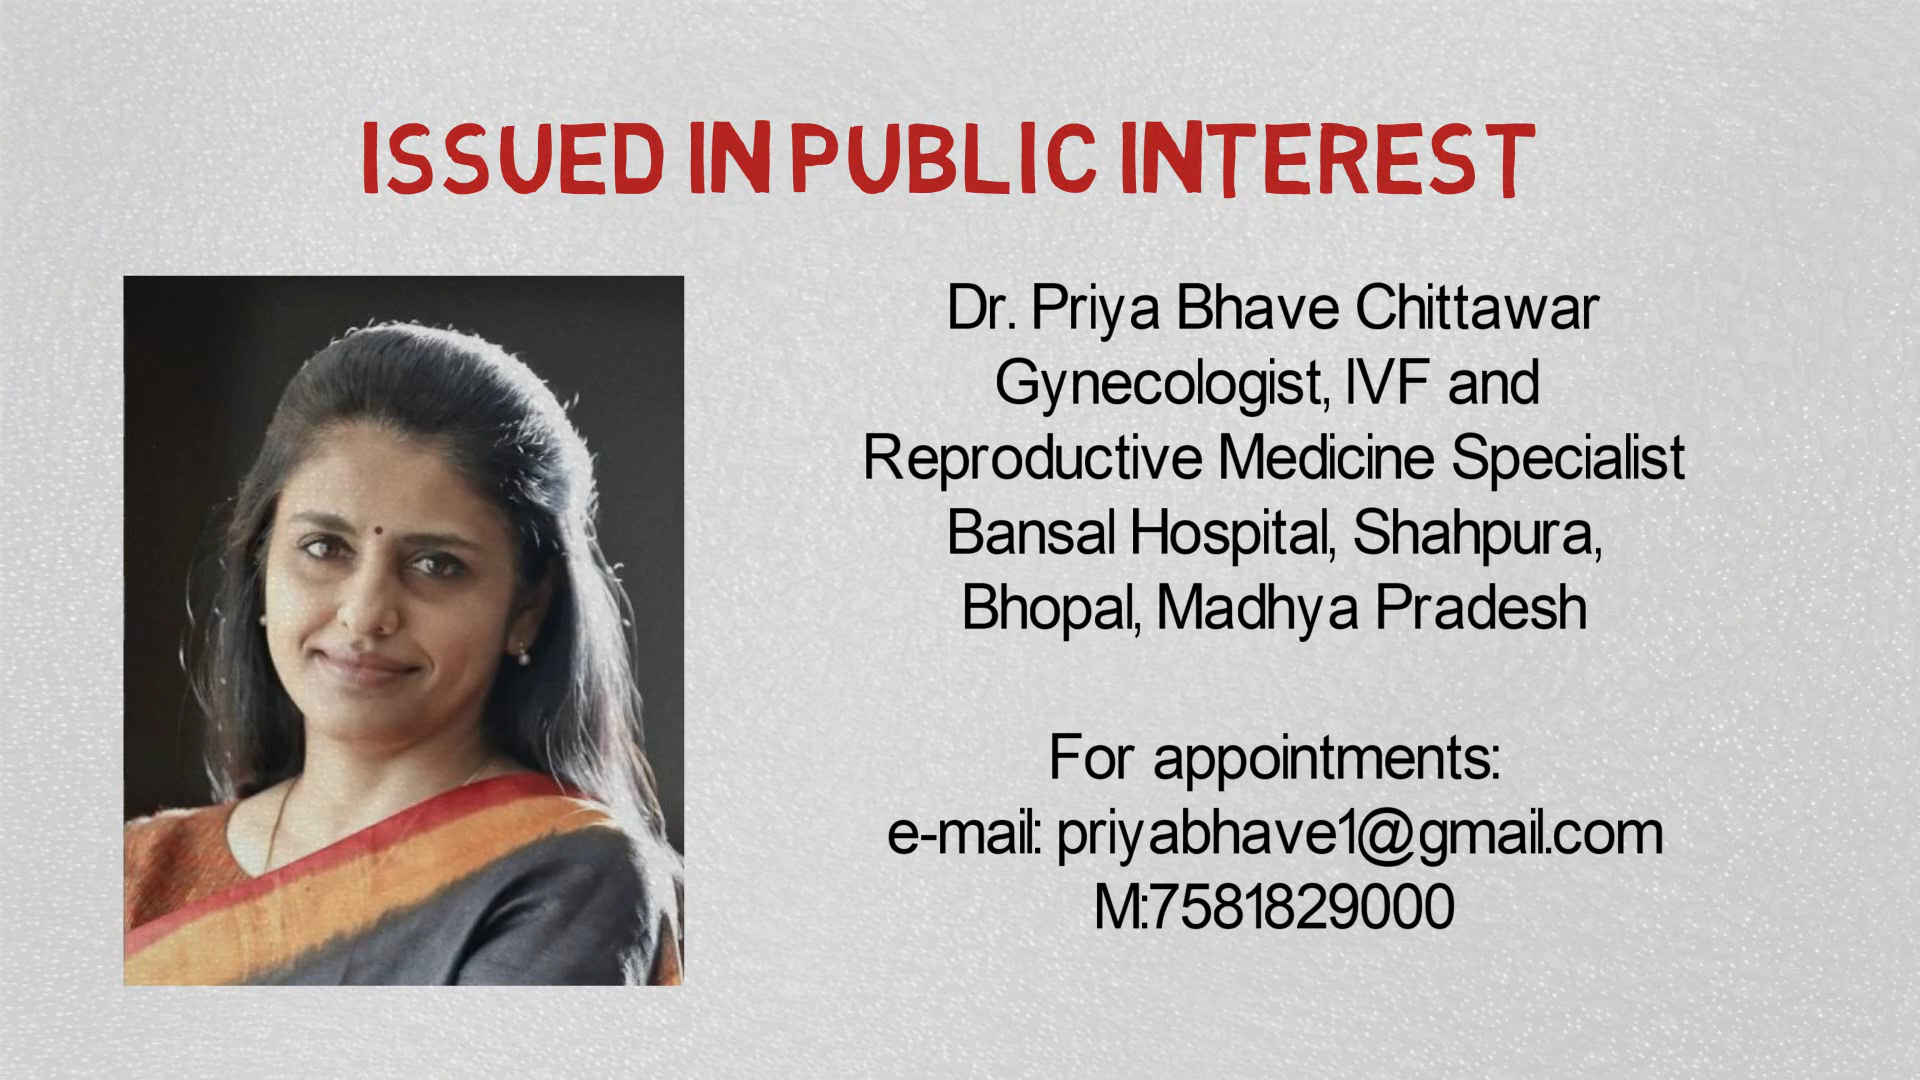 ISSUED IN PUBLIC INTEREST
Dr. Priya Bhave Chittawar
Gynecologist, IVF and
Reproductive Medicine Specialist
Bansal Hospital, Shahpura,
Bhopal, Madhya Pradesh
For appointments:
e-mail: priyabhave1@gmail.com
M:7581829000